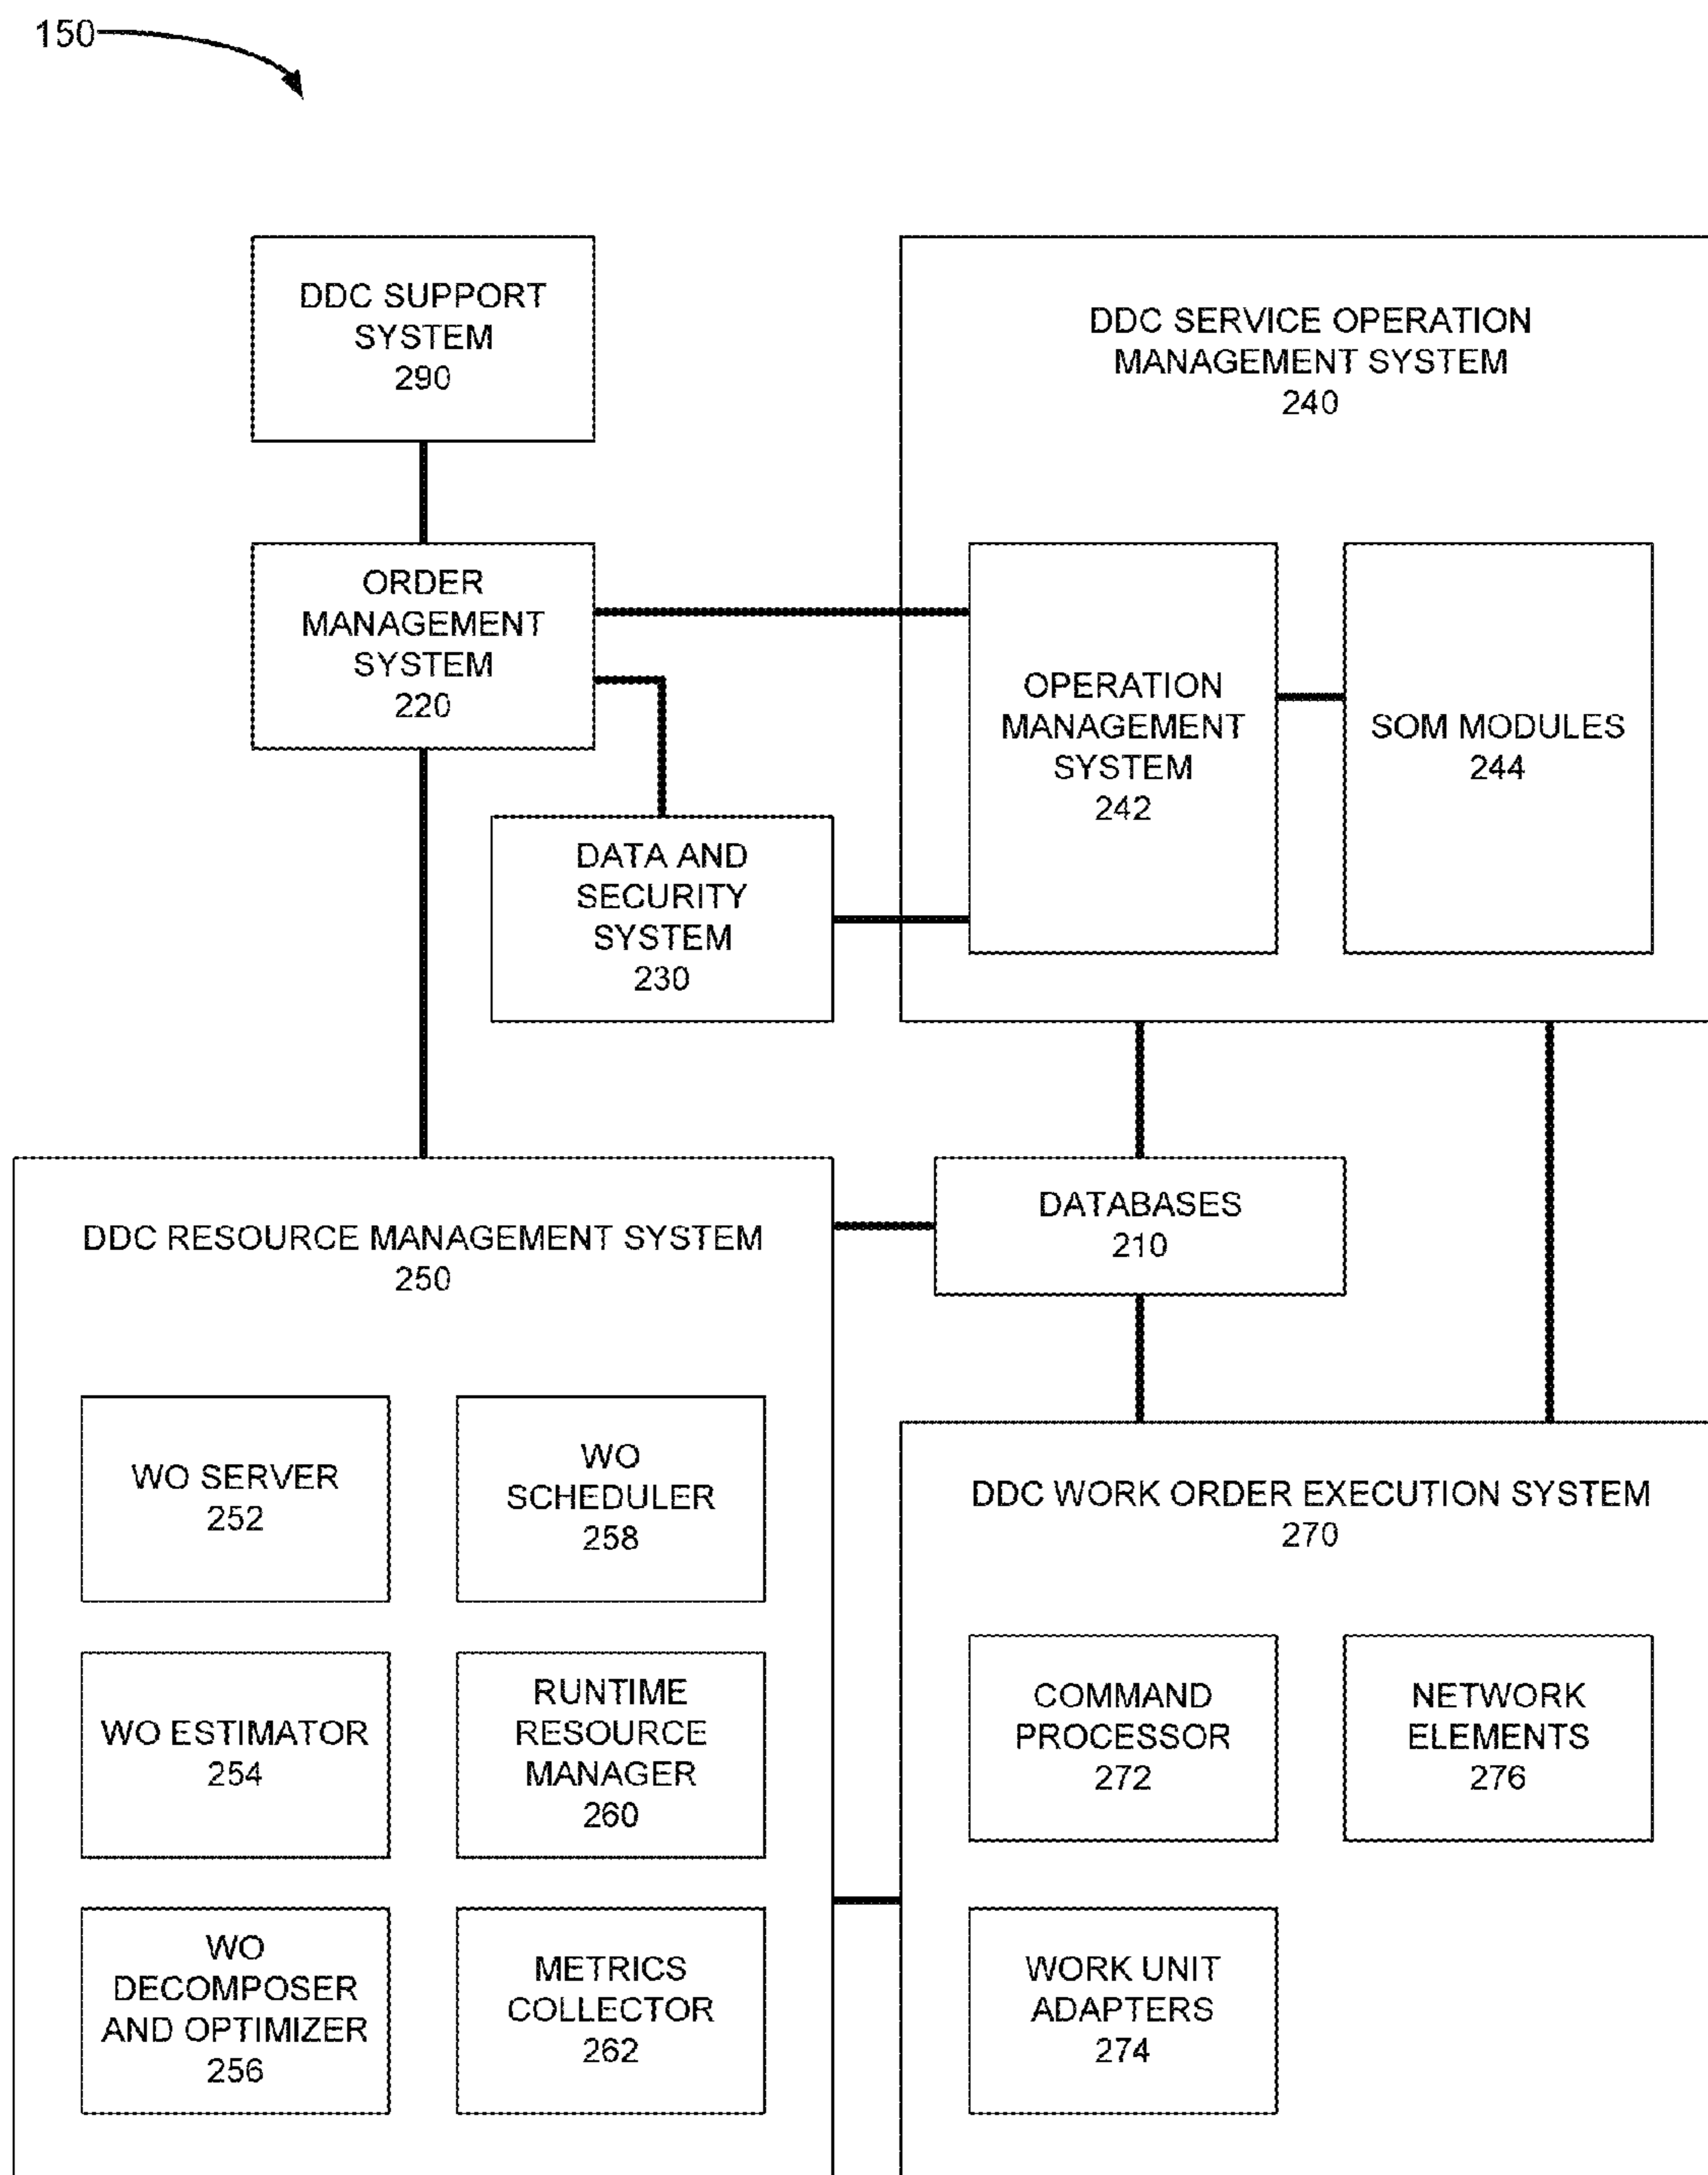 150
DDC SUPPORT
SYSTEM
290
DDC SERVICE OPERATION
MANAGEMENT SYSTEM
240
ORDER
MANAGEMENT
SYSTEM
220
OPERATION
MANAGEMENT
SYSTEM
242
SOM MODULES
244
DATA AND
SECURITY
SYSTEM
230
DDC RESOURCE MANAGEMENT SYSTEM
250
DATABASES
210
WO SERVER
252
WO
SCHEDULER
258
WO ESTIMATOR
254
RUNTIME
RESOURCE
MANAGER
260
WO
DECOMPOSER
AND OPTIMIZER
256
METRICS
COLLECTOR
262
DDC WORK ORDER EXECUTION SYSTEM
270
COMMAND
PROCESSOR
272
NETWORK
ELEMENTS
276
WORK UNIT
ADAPTERS
274